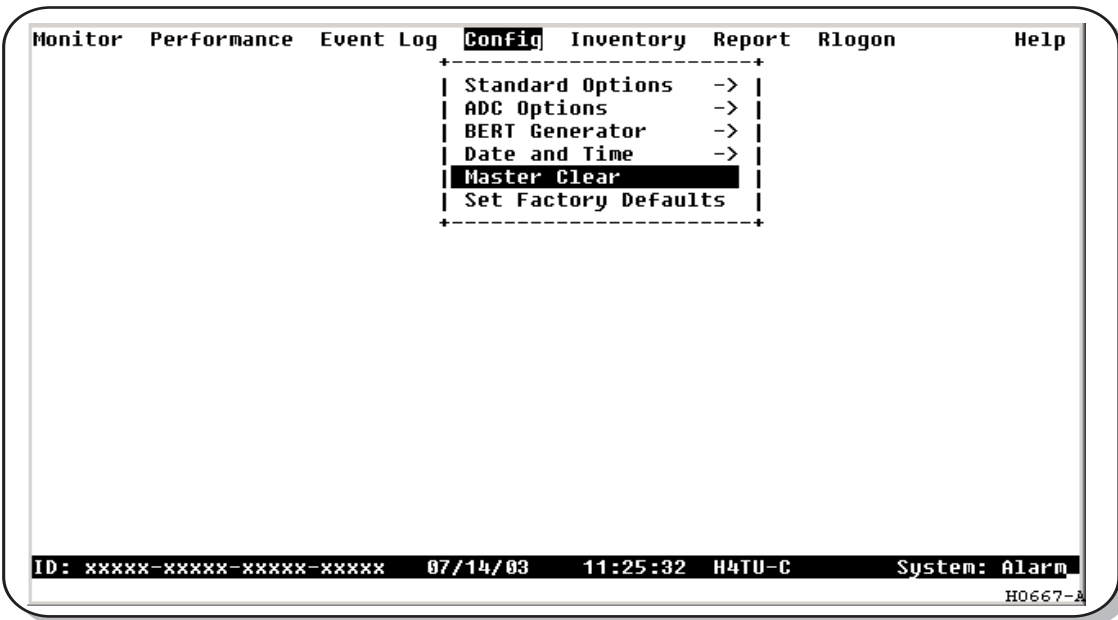 Monitor Performance Event Log Config Inventory Report Rlogon Help
Standard Options ->
ADC Options ->
BERT Generator ->
Date and Time ->
Master Clear
Set Factory Defaults
ID: xxxxx-xxxxx-xxxxx-xxxxx 07/14/03 11:25:32 H4TU-C System: Alarm
H0667-A